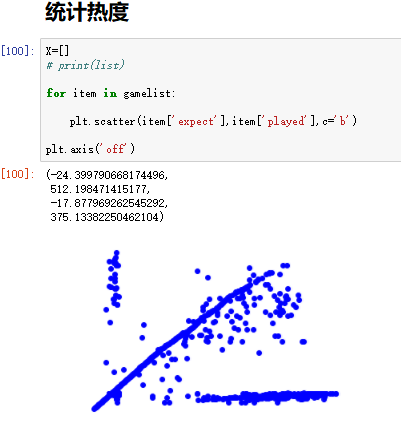 统计热度
[100]: X=[]
# print(list)
for item in gamelist:
plt.scatter(item['expect'],item['played'],c='b')
plt.axis('off')
[100]: (-24.399790668174496,
512.198471415177,
-17.877969262545292,
375.13382250462104)